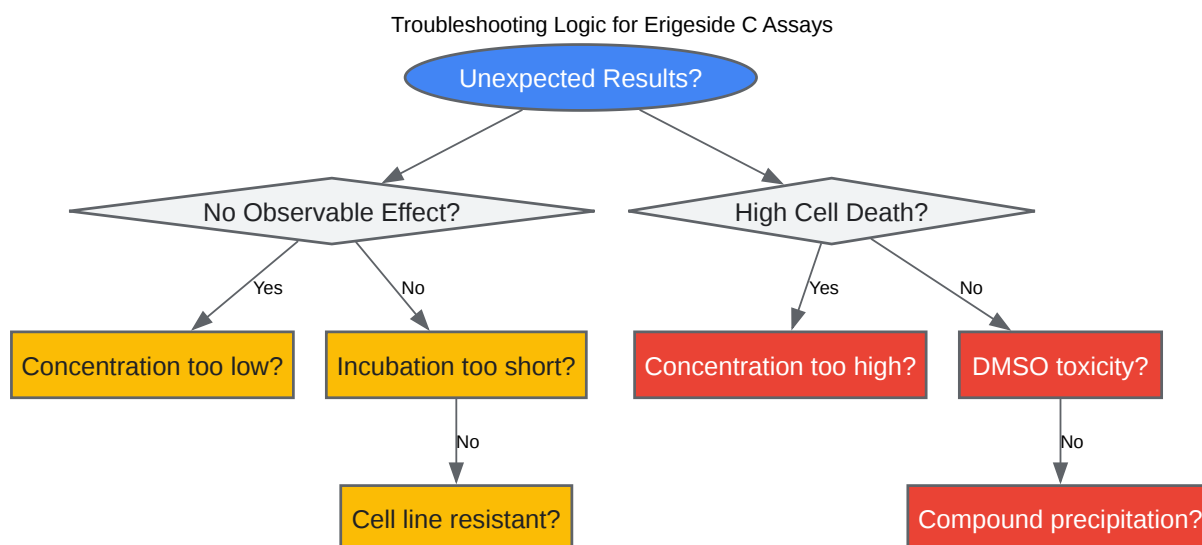 Troubleshooting Logic for Erigeside C Assays
Unexpected Results?
No Observable Effect?
High Cell Death?
Yes
No
Yes
No
Concentration too low?
Incubation too short?
Concentration too high?
DMSO toxicity?
No
No
Cell line resistant?
Compound precipitation?